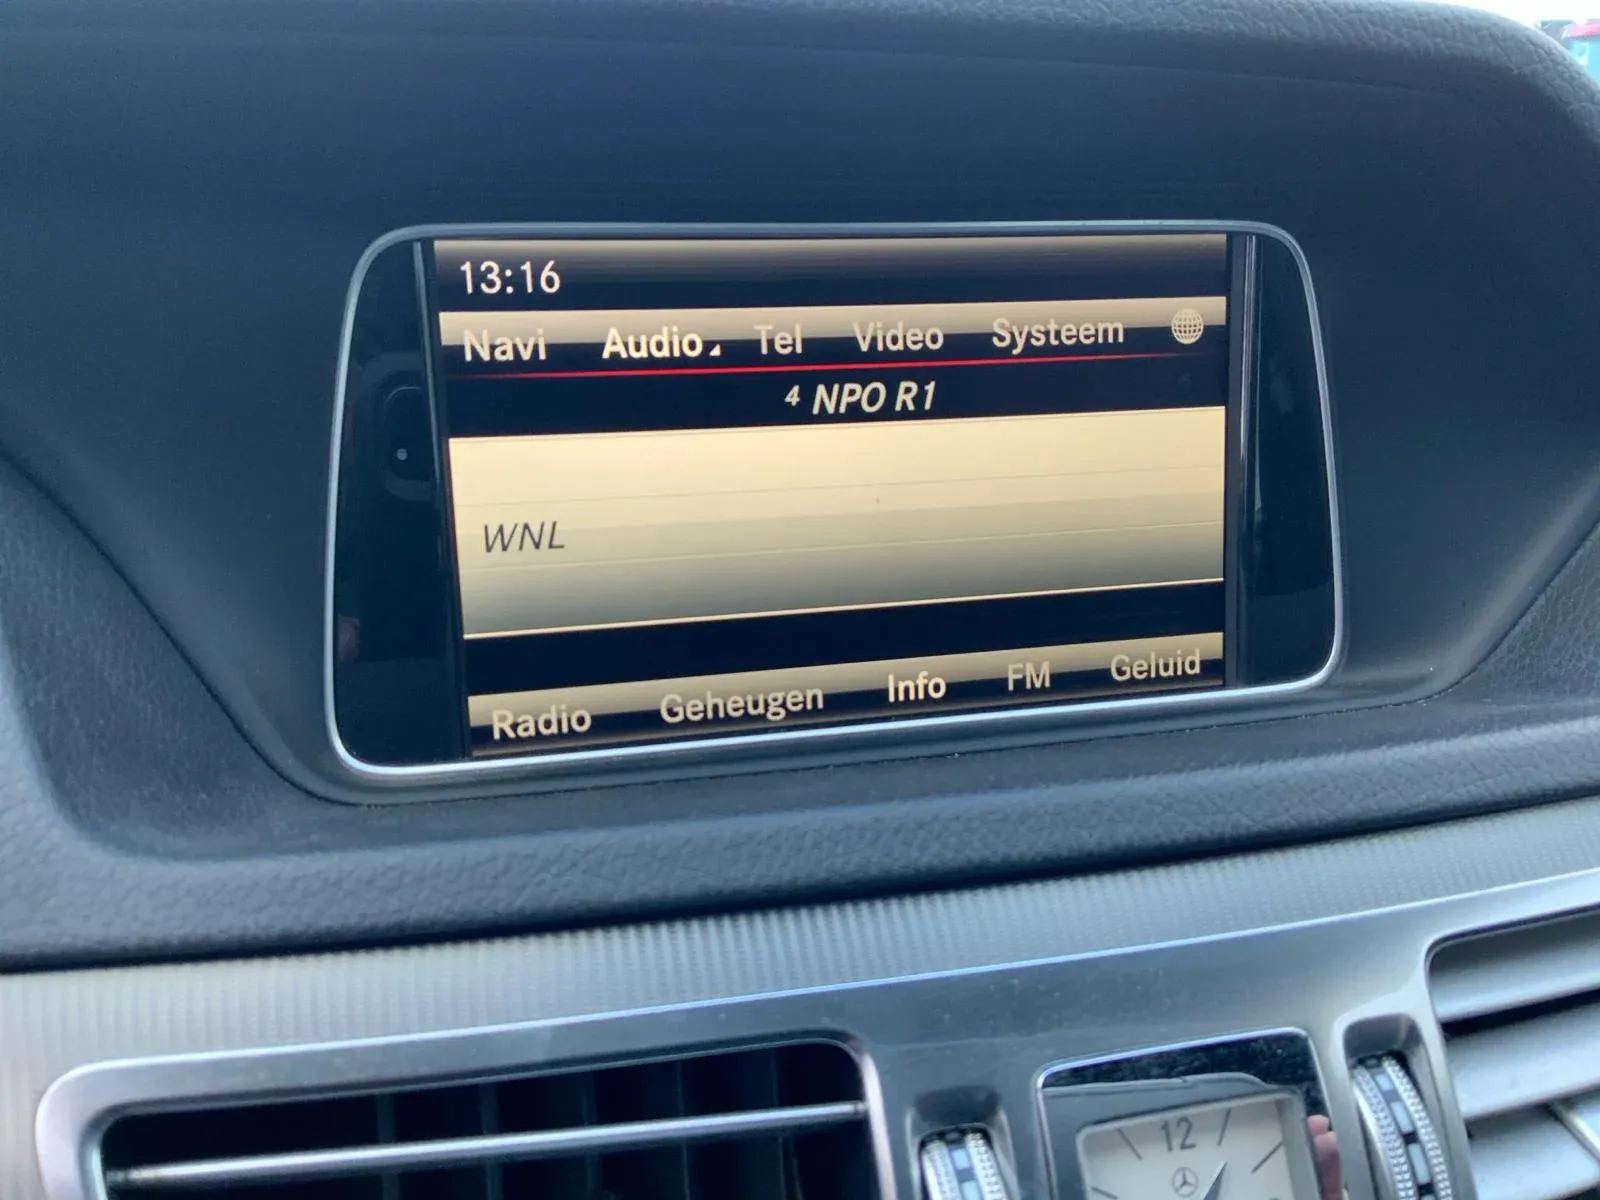 13:16
Navi Audio Tel Video Systeem
4 NPO R1
WNL
Radio Geheugen Info FM Geluid
12